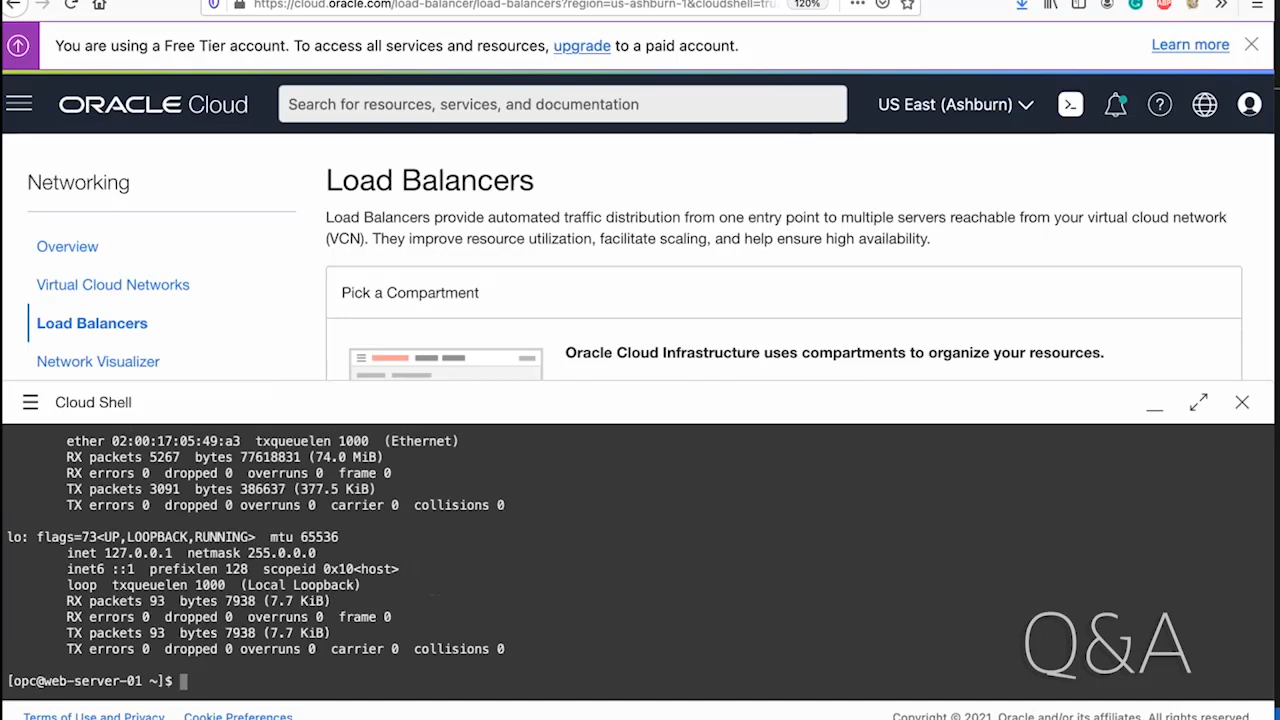 https://cloud.oracle.com/load-balancer/load-balancers?region=us-ashburn-1&cloudshell=tru
120%
You are using a Free Tier account. To access all services and resources, upgrade to a paid account.
Learn more
ORACLE Cloud
Search for resources, services, and documentation
US East (Ashburn)
Networking
Overview
Virtual Cloud Networks
Load Balancers
Network Visualizer
Load Balancers
Load Balancers provide automated traffic distribution from one entry point to multiple servers reachable from your virtual cloud network
(VCN). They improve resource utilization, facilitate scaling, and help ensure high availability.
Pick a Compartment
Oracle Cloud Infrastructure uses compartments to organize your resources.
Cloud Shell
ether 02:00:17:05:49:a3 txqueuelen 1000 (Ethernet)
RX packets 5267 bytes 77618831 (74.0 MiB)
RX errors 0 dropped 0 overruns 0 frame 0
TX packets 3091 bytes 386637 (377.5 KiB)
TX errors 0 dropped 0 overruns 0 carrier 0 collisions 0
lo: flags=73<UP,LOOPBACK,RUNNING> mtu 65536
inet 127.0.0.1 netmask 255.0.0.0
inet6 ::1 prefixlen 128 scopeid 0x10<host>
loop txqueuelen 1000 (Local Loopback)
RX packets 93 bytes 7938 (7.7 KiB)
RX errors 0 dropped 0 overruns 0 frame 0
TX packets 93 bytes 7938 (7.7 KiB)
TX errors 0 dropped 0 overruns 0 carrier 0 collisions 0
[opc@web-server-01 ~]$
Q&A
Terms of Use and Privacy
Cookie Preferences
Copyright © 2021, Oracle and/or its affiliates. All rights reserved.